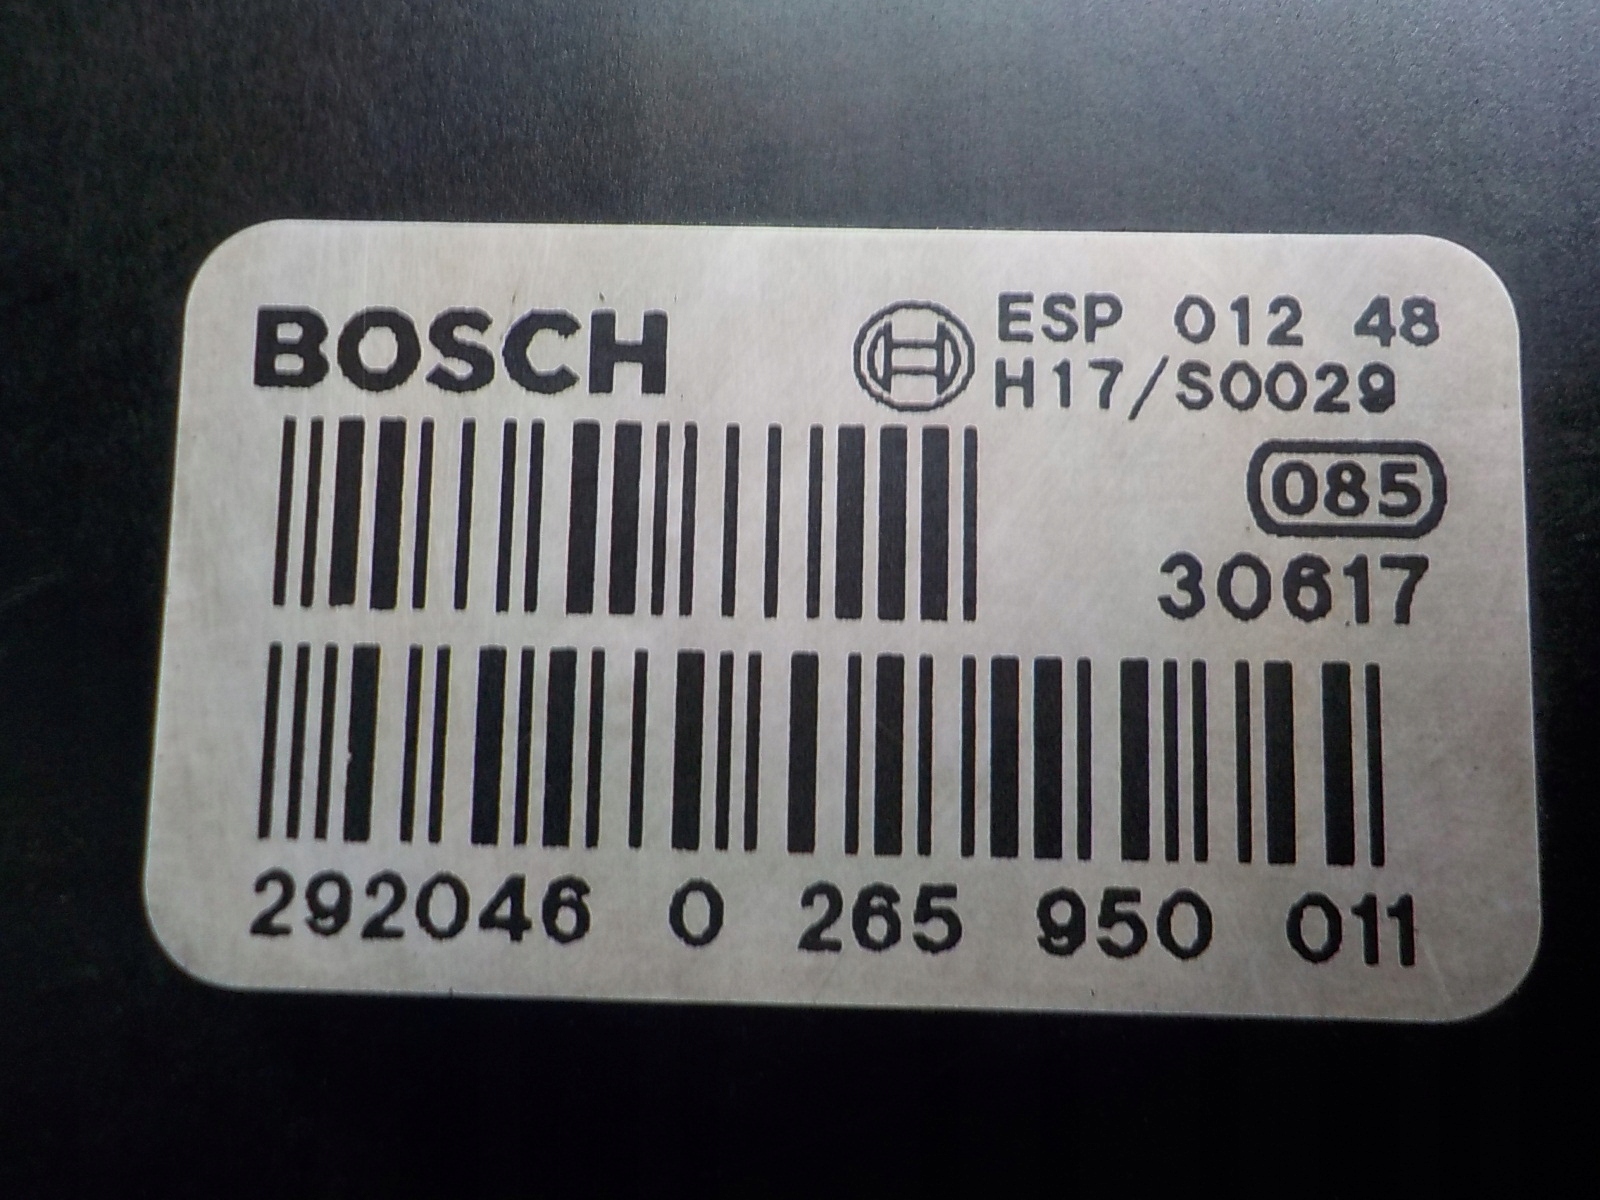 BOSCH
ESP 012 48
H17/S0029
085
30617
292046 0 265 950 011